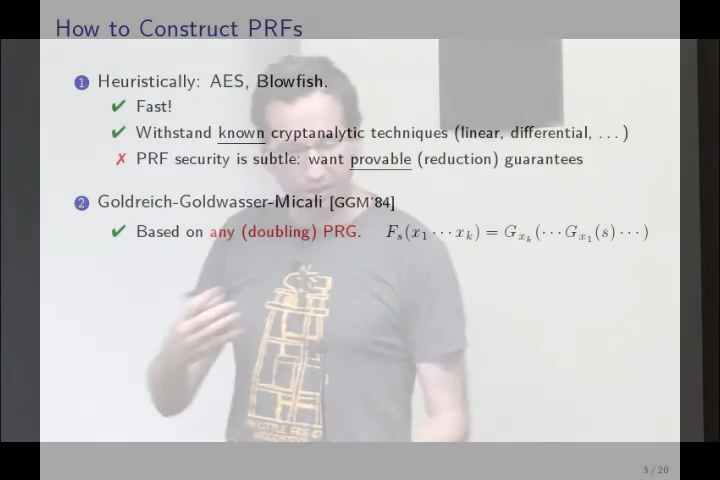 How to Construct PRFs
1 Heuristically: AES, Blowfish.
✔ Fast!
✔ Withstand known cryptanalytic techniques (linear, differential, . . . )
✗ PRF security is subtle: want provable (reduction) guarantees
2 Goldreich-Goldwasser-Micali [GGM'84]
✔ Based on any (doubling) PRG. F_s(x_1 ··· x_k) = G_{x_k}(··· G_{x_1}(s) ···)
3 / 20